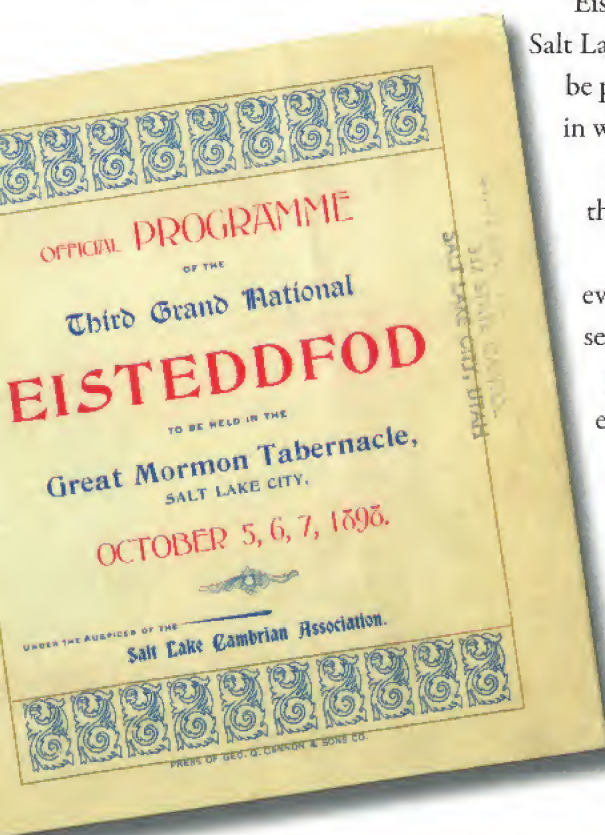 OFFICIAL PROGRAMME
OF THE
Third Grand National
EISTEDDFOD
TO BE HELD IN THE
Great Mormon Tabernacle,
SALT LAKE CITY,
OCTOBER 5, 6, 7, 1898.
UNDER THE AUSPICES OF THE
Salt Lake Cambrian Association.
PRESS OF GEO. Q. CANNON & SONS CO.
SALT LAKE CITY, UTAH
Eis
Salt La
be p
in w
th
ev
se
e